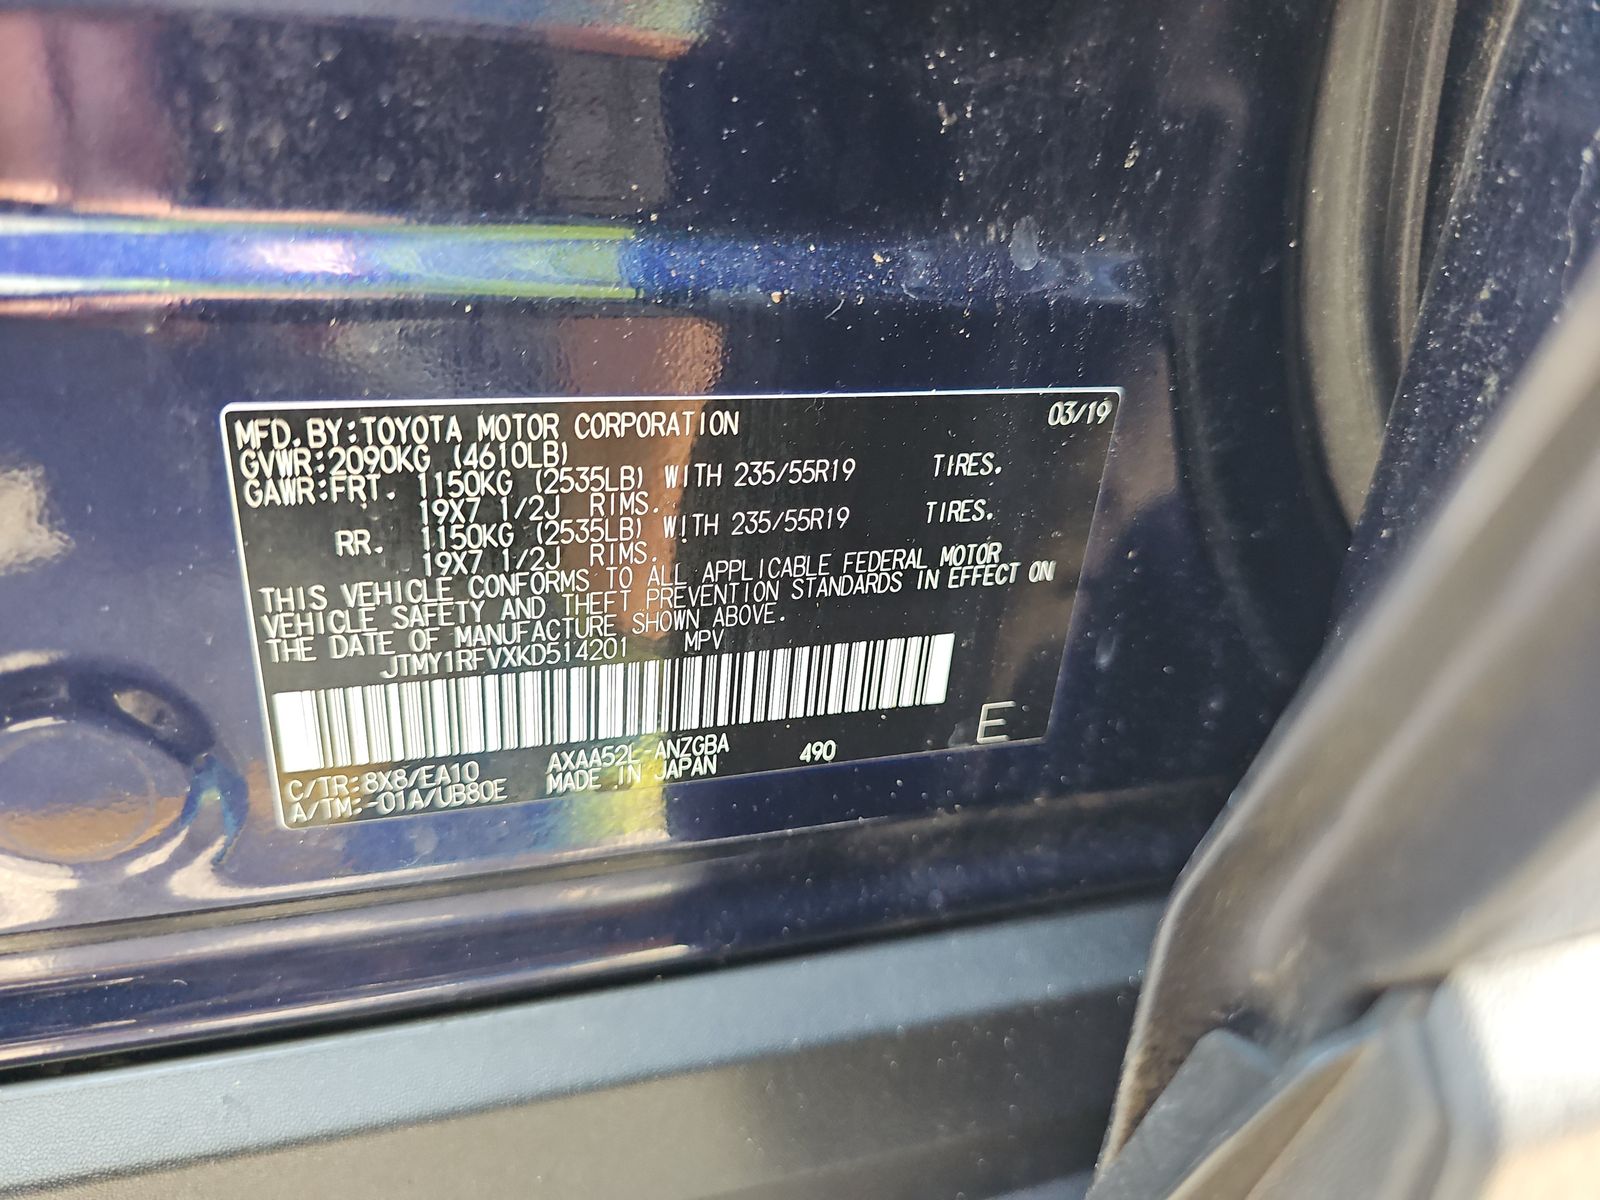 MFD. BY: TOYOTA MOTOR CORPORATION 03/19
GVWR: 2090KG (4610LB)
GAWR: FRT. 1150KG (2535LB) WITH 235/55R19 TIRES.
19X7 1/2J RIMS.
RR. 1150KG (2535LB) WITH 235/55R19 TIRES.
19X7 1/2J RIMS.
THIS VEHICLE CONFORMS TO ALL APPLICABLE FEDERAL MOTOR
VEHICLE SAFETY AND THEFT PREVENTION STANDARDS IN EFFECT ON
THE DATE OF MANUFACTURE SHOWN ABOVE.
JTMY1RFVXKD514201 MPV
E
C/TR: 8X8/EA10 AXAA52L-ANZGBA 490
A/TM: -01A/UB80E MADE IN JAPAN